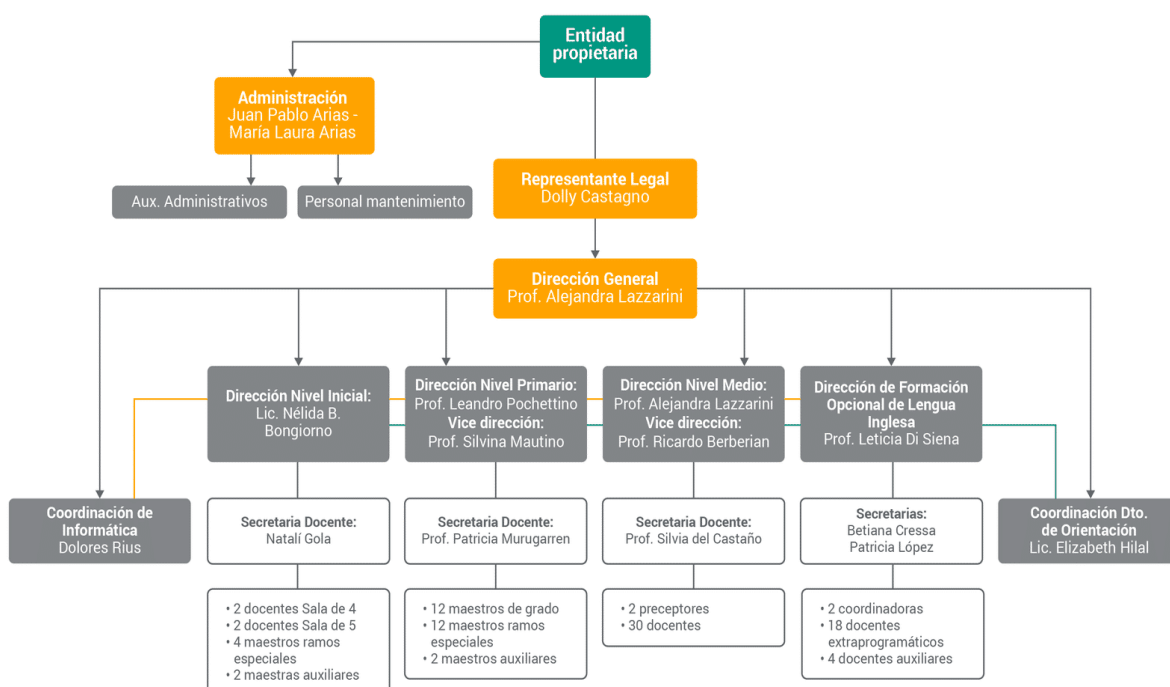 Entidad
propietaria
Administración
Juan Pablo Arias -
María Laura Arias
Aux. Administrativos
Personal mantenimiento
Representante Legal
Dolly Castagno
Dirección General
Prof. Alejandra Lazzarini
Dirección Nivel Inicial:
Lic. Nélida B.
Bongiorno
Dirección Nivel Primario:
Prof. Leandro Pochettino
Vice dirección:
Prof. Silvina Mautino
Dirección Nivel Medio:
Prof. Alejandra Lazzarini
Vice dirección:
Prof. Ricardo Berberian
Dirección de Formación
Opcional de Lengua
Inglesa
Prof. Leticia Di Siena
Coordinación de
Informática
Dolores Rius
Secretaria Docente:
Natalí Gola
Secretaria Docente:
Prof. Patricia Murugarren
Secretaria Docente:
Prof. Silvia del Castaño
Secretarias:
Betiana Cressa
Patricia López
Coordinación Dto.
de Orientación
Lic. Elizabeth Hilal
• 2 docentes Sala de 4
• 2 docentes Sala de 5
• 4 maestros ramos
especiales
• 2 maestras auxiliares
• 12 maestros de grado
• 12 maestros ramos
especiales
• 2 maestros auxiliares
• 2 preceptores
• 30 docentes
• 2 coordinadoras
• 18 docentes
extraprogramáticos
• 4 docentes auxiliares